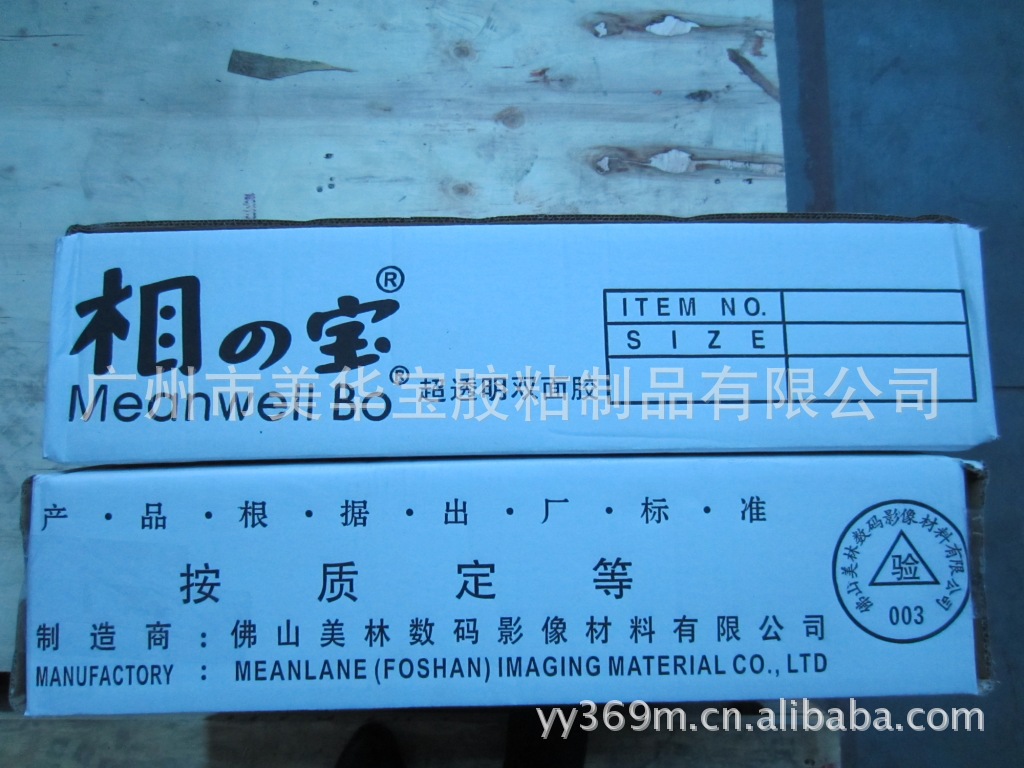 相の宝®
Meanwell Bo® 超透明双面胶
ITEM NO.
SIZE
广州市美华宝胶粘制品有限公司
产·品·根·据·出·厂·标·准
按质定等
制造商：佛山美林数码影像材料有限公司
MANUFACTORY : MEANLANE (FOSHAN) IMAGING MATERIAL CO., LTD
佛山美林数码影像材料有限公司
验
003
yy369m.cn.alibaba.com